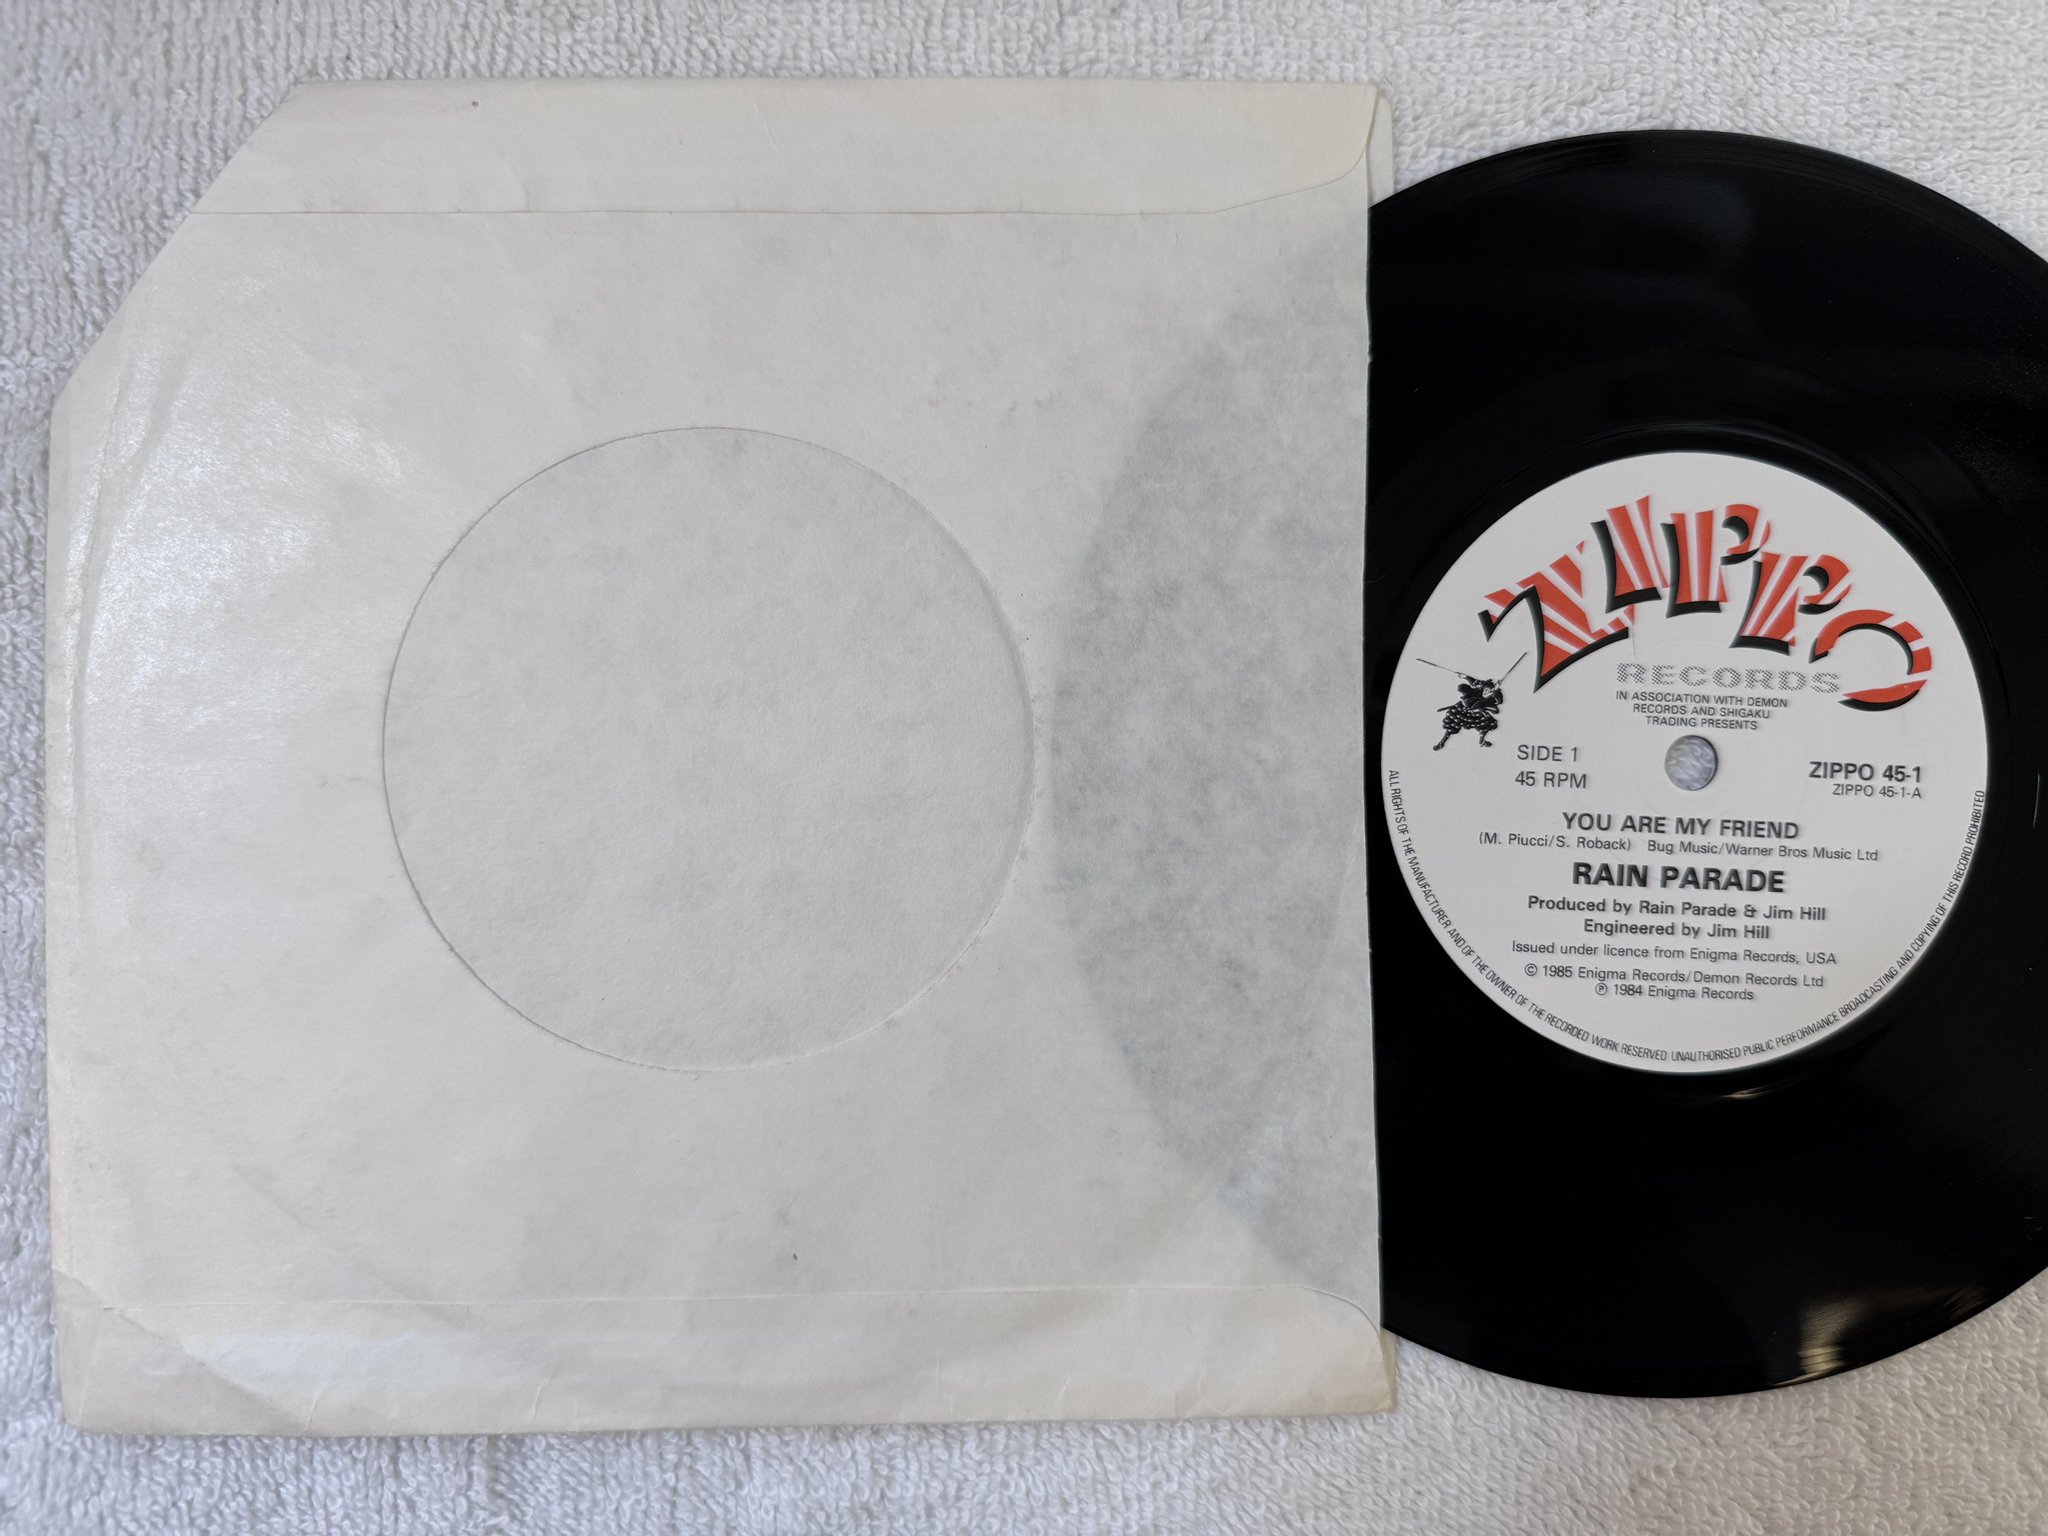 ZIPPO
RECORDS
IN ASSOCIATION WITH DEMON
RECORDS AND SHIGAKU
TRADING PRESENTS
SIDE 1
45 RPM
ZIPPO 45-1
ZIPPO 45-1-A
YOU ARE MY FRIEND
(M. Piucci/S. Roback) Bug Music/Warner Bros Music Ltd
RAIN PARADE
Produced by Rain Parade & Jim Hill
Engineered by Jim Hill
Issued under licence from Enigma Records, USA
© 1985 Enigma Records/Demon Records Ltd
℗ 1984 Enigma Records
ALL RIGHTS OF THE MANUFACTURER AND OF THE OWNER OF THE RECORDED WORK RESERVED UNAUTHORISED PUBLIC PERFORMANCE BROADCASTING AND COPYING OF THIS RECORD PROHIBITED